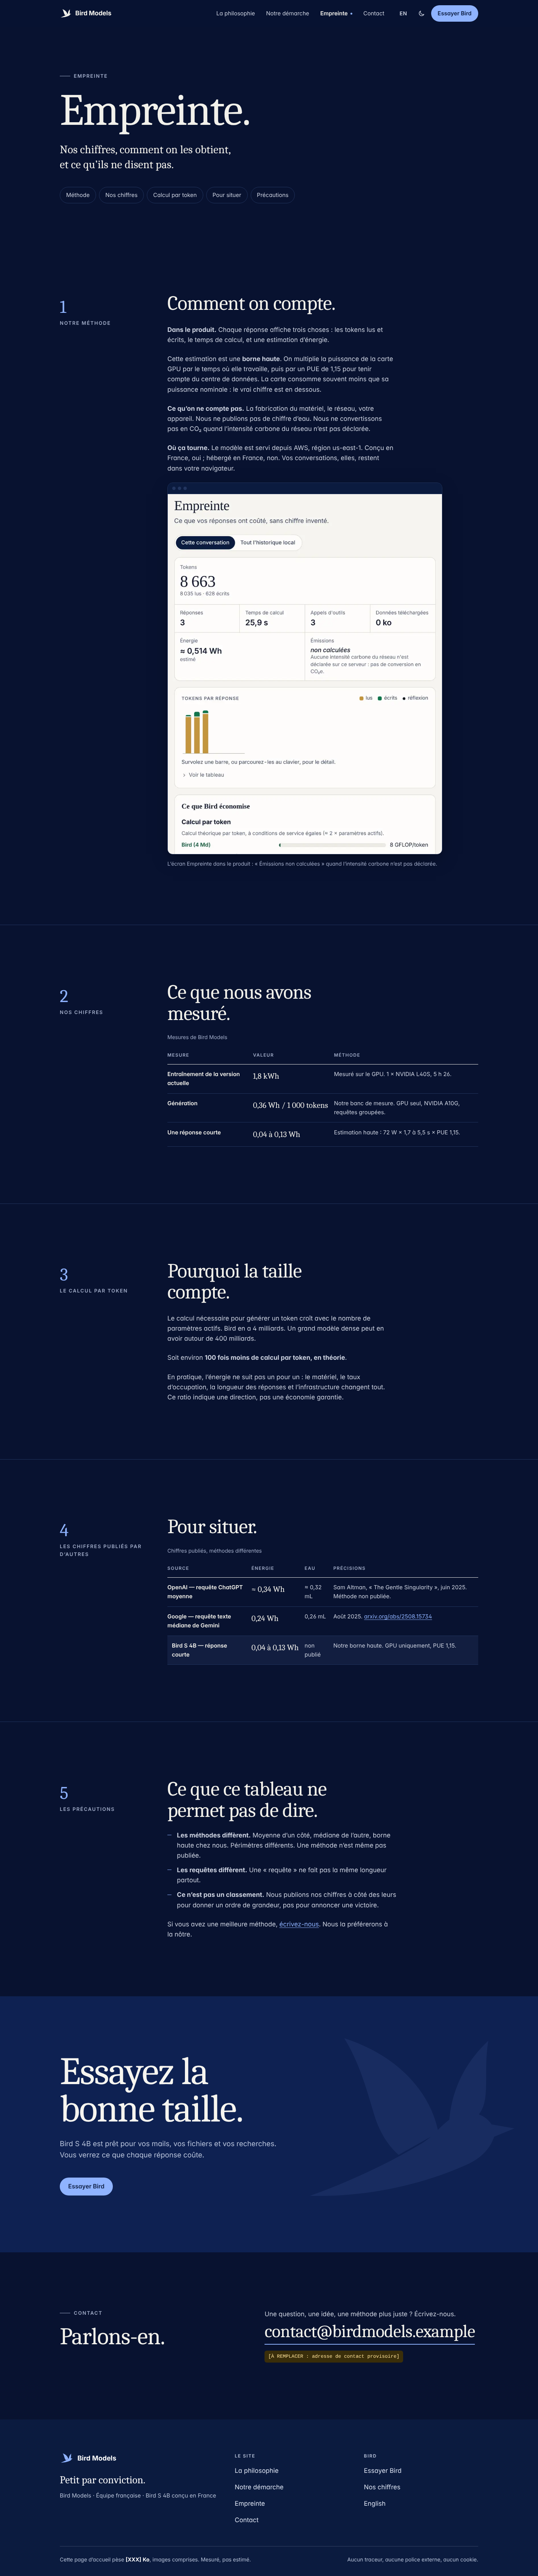 Bird Models
La philosophie
Notre démarche
Empreinte
Contact
EN
Essayer Bird
EMPREINTE
Empreinte.
Nos chiffres, comment on les obtient,
et ce qu'ils ne disent pas.
Méthode
Nos chiffres
Calcul par token
Pour situer
Précautions
1
NOTRE MÉTHODE
Comment on compte.
Dans le produit. Chaque réponse affiche trois choses : les tokens lus et
écrits, le temps de calcul, et une estimation d'énergie.
Cette estimation est une borne haute. On multiplie la puissance de la carte
GPU par le temps où elle travaille, puis par un PUE de 1,15 pour tenir
compte du centre de données. La carte consomme souvent moins que sa
puissance nominale : le vrai chiffre est en dessous.
Ce qu'on ne compte pas. La fabrication du matériel, le réseau, votre
appareil. Nous ne publions pas de chiffre d'eau. Nous ne convertissons
pas en CO₂ quand l'intensité carbone du réseau n'est pas déclarée.
Où ça tourne. Le modèle est servi depuis AWS, région us-east-1. Conçu en
France, oui ; hébergé en France, non. Vos conversations, elles, restent
dans votre navigateur.
Empreinte
Ce que vos réponses ont coûté, sans chiffre inventé.
Cette conversation
Tout l'historique local
Tokens
8 663
8 035 lus · 628 écrits
Réponses
3
Temps de calcul
25,9 s
Appels d'outils
3
Données téléchargées
0 ko
Énergie
≈ 0,514 Wh
estimé
Émissions
non calculées
Aucune intensité carbone du réseau n'est
déclarée sur ce serveur : pas de conversion en
CO₂e.
TOKENS PAR RÉPONSE
lus
écrits
réflexion
Survolez une barre, ou parcourez-les au clavier, pour le détail.
Voir le tableau
Ce que Bird économise
Calcul par token
Calcul théorique par token, à conditions de service égales (≈ 2 × paramètres actifs).
Bird (4 Md)
8 GFLOP/token
L'écran Empreinte dans le produit : « Émissions non calculées » quand l'intensité carbone n'est pas déclarée.
2
NOS CHIFFRES
Ce que nous avons
mesuré.
Mesures de Bird Models
MESURE
VALEUR
MÉTHODE
Entraînement de la version
actuelle
1,8 kWh
Mesuré sur le GPU. 1 × NVIDIA L40S, 5 h 26.
Génération
0,36 Wh / 1 000 tokens
Notre banc de mesure. GPU seul, NVIDIA A10G,
requêtes groupées.
Une réponse courte
0,04 à 0,13 Wh
Estimation haute : 72 W × 1,7 à 5,5 s × PUE 1,15.
3
LE CALCUL PAR TOKEN
Pourquoi la taille
compte.
Le calcul nécessaire pour générer un token croît avec le nombre de
paramètres actifs. Bird en a 4 milliards. Un grand modèle dense peut en
avoir autour de 400 milliards.
Soit environ 100 fois moins de calcul par token, en théorie.
En pratique, l'énergie ne suit pas un pour un : le matériel, le taux
d'occupation, la longueur des réponses et l'infrastructure changent tout.
Ce ratio indique une direction, pas une économie garantie.
4
LES CHIFFRES PUBLIÉS PAR
D'AUTRES
Pour situer.
Chiffres publiés, méthodes différentes
SOURCE
ÉNERGIE
EAU
PRÉCISIONS
OpenAI — requête ChatGPT
moyenne
≈ 0,34 Wh
≈ 0,32
mL
Sam Altman, « The Gentle Singularity », juin 2025.
Méthode non publiée.
Google — requête texte
médiane de Gemini
0,24 Wh
0,26 mL
Août 2025. arxiv.org/abs/2508.15734
Bird S 4B — réponse
courte
0,04 à 0,13 Wh
non
publié
Notre borne haute. GPU uniquement, PUE 1,15.
5
LES PRÉCAUTIONS
Ce que ce tableau ne
permet pas de dire.
— Les méthodes diffèrent. Moyenne d'un côté, médiane de l'autre, borne
haute chez nous. Périmètres différents. Une méthode n'est même pas
publiée.
— Les requêtes diffèrent. Une « requête » ne fait pas la même longueur
partout.
— Ce n'est pas un classement. Nous publions nos chiffres à côté des leurs
pour donner un ordre de grandeur, pas pour annoncer une victoire.
Si vous avez une meilleure méthode, écrivez-nous. Nous la préférerons à
la nôtre.
Essayez la
bonne taille.
Bird S 4B est prêt pour vos mails, vos fichiers et vos recherches.
Vous verrez ce que chaque réponse coûte.
Essayer Bird
CONTACT
Parlons-en.
Une question, une idée, une méthode plus juste ? Écrivez-nous.
contact@birdmodels.example
[À REMPLACER : adresse de contact provisoire]
Bird Models
Petit par conviction.
Bird Models · Équipe française · Bird S 4B conçu en France
LE SITE
La philosophie
Notre démarche
Empreinte
Contact
BIRD
Essayer Bird
Nos chiffres
English
Cette page d'accueil pèse [XXX] Ko, images comprises. Mesuré, pas estimé.
Aucun traceur, aucune police externe, aucun cookie.